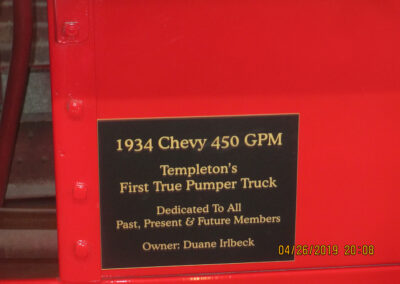 1934 Chevy 450 GPM
Templeton's
First True Pumper Truck
Dedicated To All
Past, Present & Future Members
Owner: Duane Irlbeck
04/26/2019 20:08